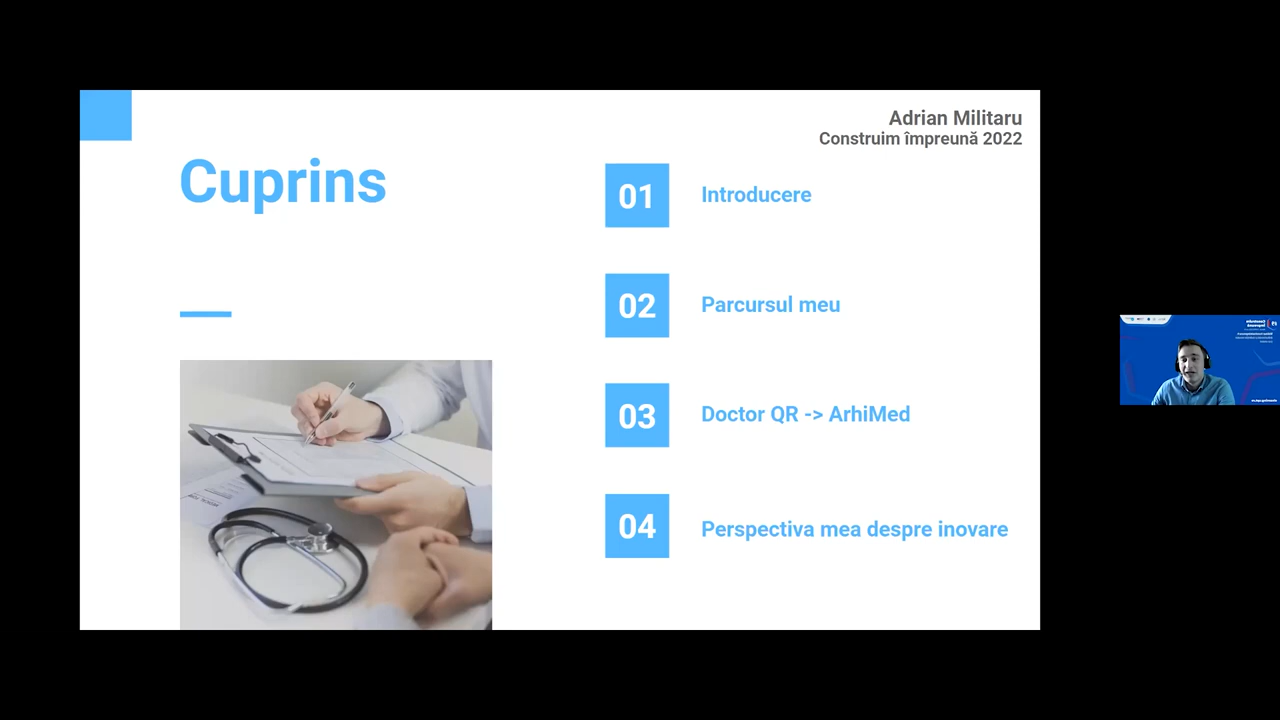 Adrian Militaru
Construim împreună 2022
Cuprins
01
Introducere
02
Parcursul meu
03
Doctor QR -> ArhiMed
04
Perspectiva mea despre inovare